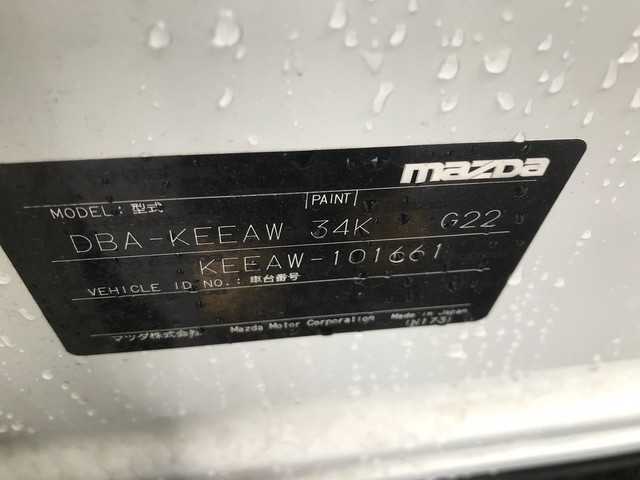 mazda
MODEL: 型式 PAINT
DBA-KEEAW 34K G22
KEEAW-101661
VEHICLE ID NO.: 車台番号
マツダ株式会社 Mazda Motor Corporation Made in Japan